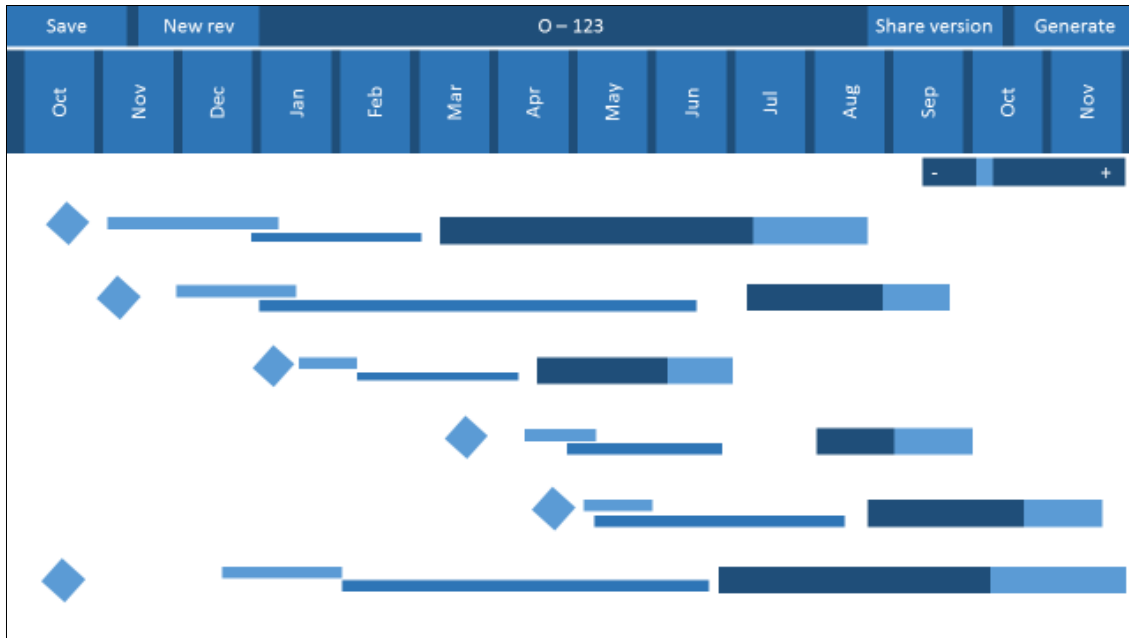 Save New rev O – 123 Share version Generate
Oct Nov Dec Jan Feb Mar Apr May Jun Jul Aug Sep Oct Nov
- +